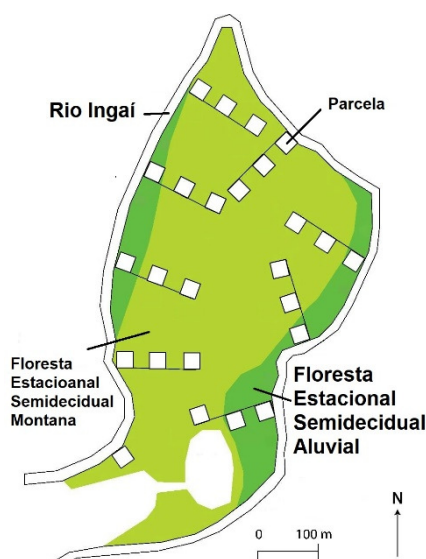 Rio Ingaí
Parcela
Floresta
Estacioanal
Semidecidual
Montana
Floresta
Estacional
Semidecidual
Aluvial
N
0 100 m